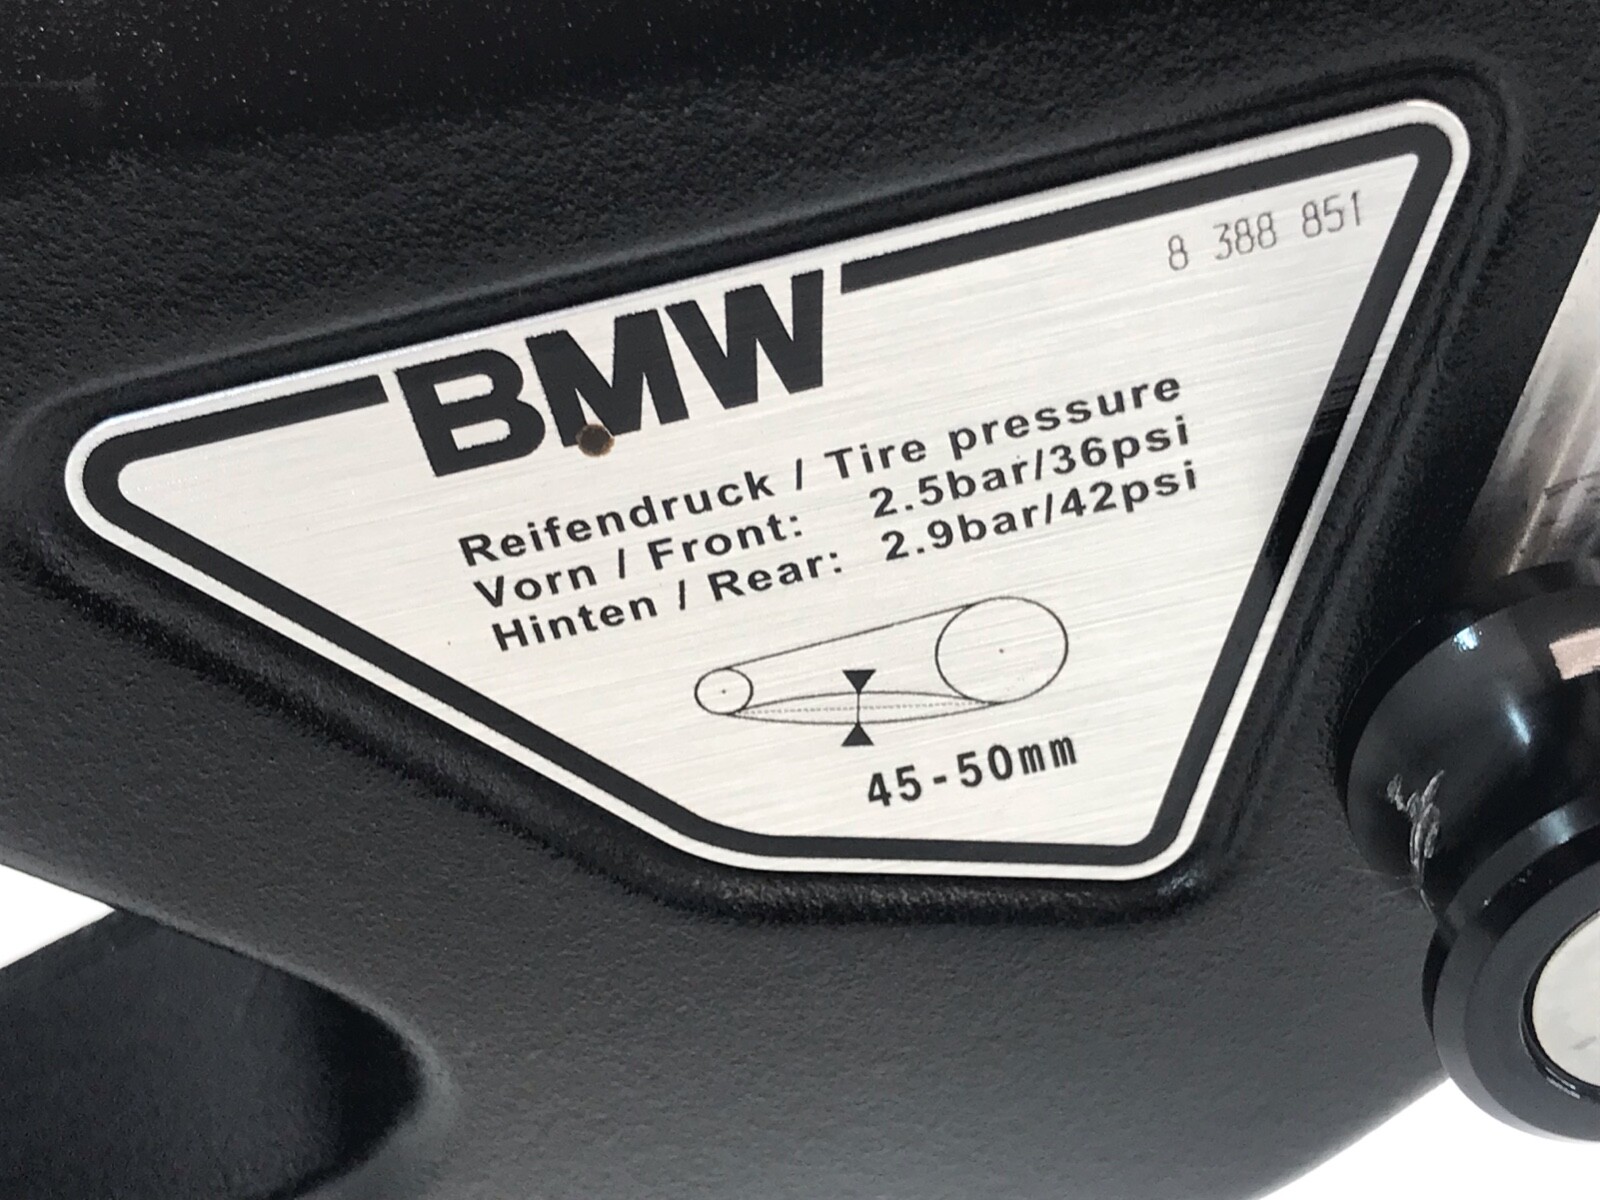 8 388 851
BMW
Reifendruck / Tire pressure
Vorn / Front: 2.5bar/36psi
Hinten / Rear: 2.9bar/42psi
45-50mm